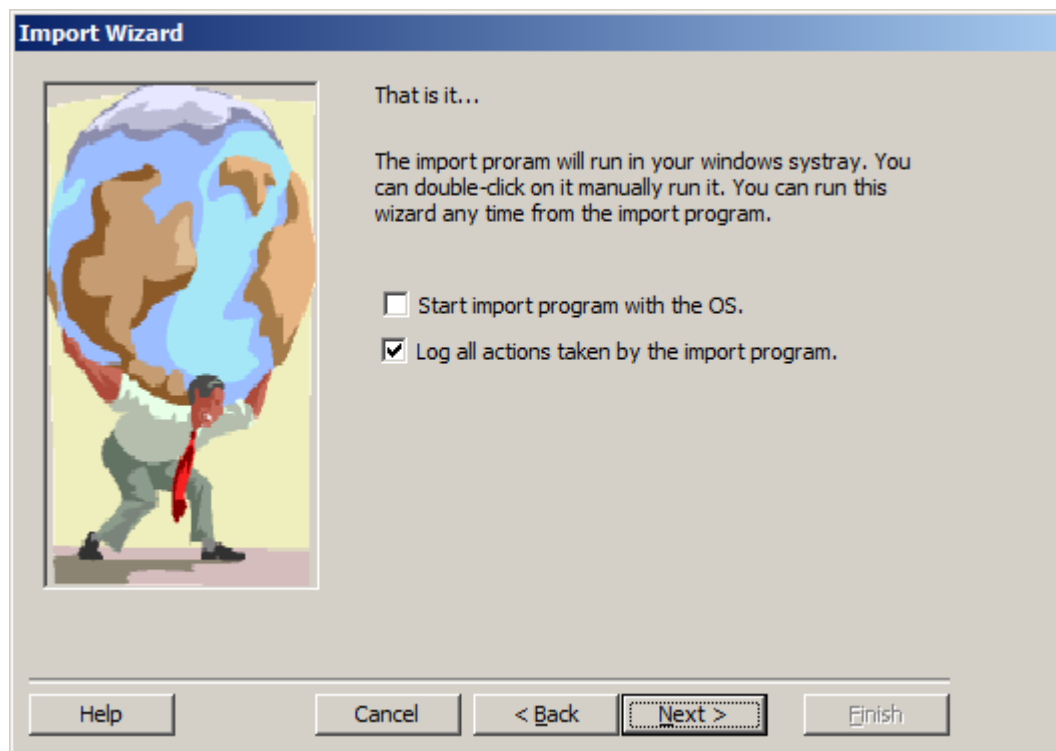 Import Wizard
That is it...
The import proram will run in your windows systray. You
can double-click on it manually run it. You can run this
wizard any time from the import program.
Start import program with the OS.
Log all actions taken by the import program.
Help
Cancel
< Back
Next >
Finish